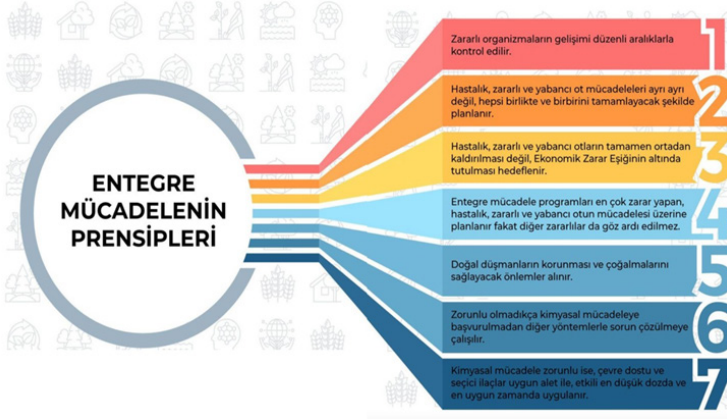 ENTEGRE
MÜCADELENİN
PRENSİPLERİ
Zararlı organizmaların gelişimi düzenli aralıklarla
kontrol edilir.
1
Hastalık, zararlı ve yabancı ot mücadeleleri ayrı ayrı
değil, hepsi birlikte ve birbirini tamamlayacak şekilde
planlanır.
2
Hastalık, zararlı ve yabancı otların tamamen ortadan
kaldırılması değil, Ekonomik Zarar Eşiğinin altında
tutulması hedeflenir.
3
Entegre mücadele programları en çok zarar yapan,
hastalık, zararlı ve yabancı otun mücadelesi üzerine
planlanır fakat diğer zararlılar da göz ardı edilmez.
4
Doğal düşmanların korunması ve çoğalmalarını
sağlayacak önlemler alınır.
5
Zorunlu olmadıkça kimyasal mücadeleye
başvurulmadan diğer yöntemlerle sorun çözülmeye
çalışılır.
6
Kimyasal mücadele zorunlu ise, çevre dostu ve
seçici ilaçlar uygun alet ile, etkili en düşük dozda ve
en uygun zamanda uygulanır.
7